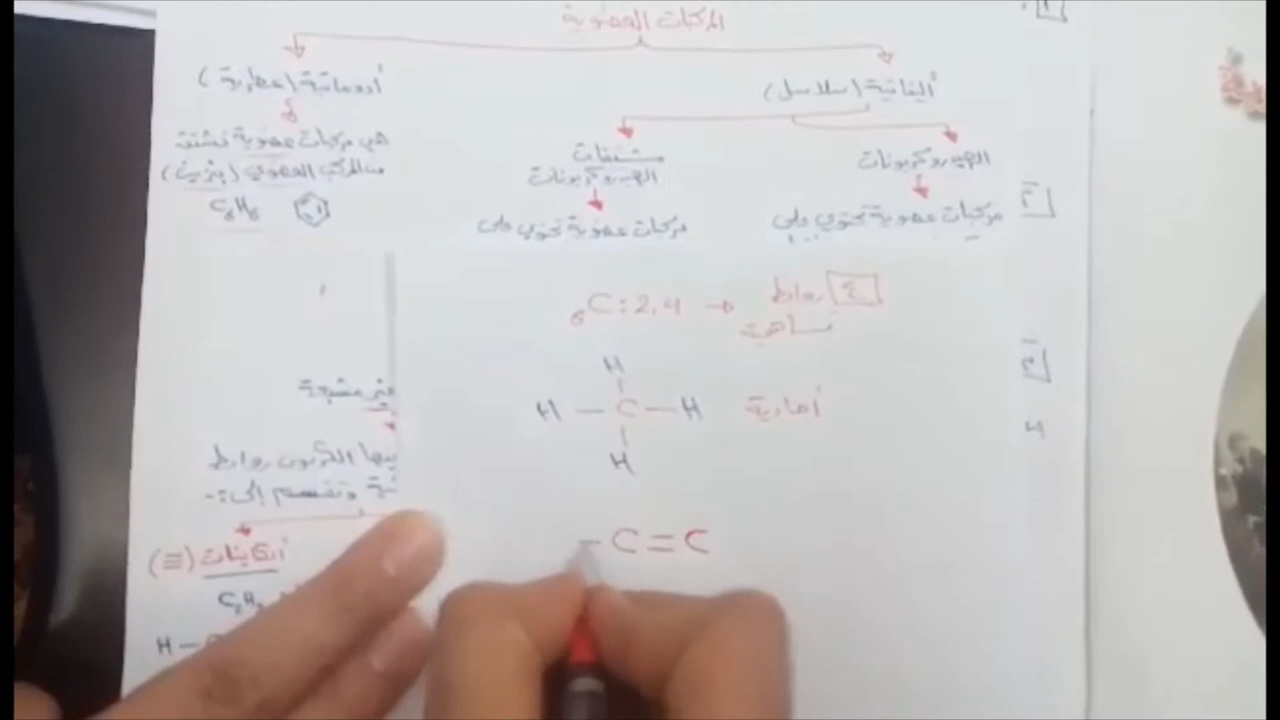 المركبات العضوية
أليفاتية (سلاسل)
أروماتية (عطرية)
الهيدروكربونات
مركبات عضوية تحتوي على
مشتقات
الهيدروكربونات
مركبات عضوية تحتوي على
هي مركبات عضوية تشتق
من المركب العضوي (بنزين)
C₆H₆
₆C:2,4 → ٤ روابط
تساهمية
H
H – C – H أحادية
H
– C = C
غير مشبعة
بينها الكربون روابط
وتنقسم إلى:-
ألكاينات (≡)
H – C